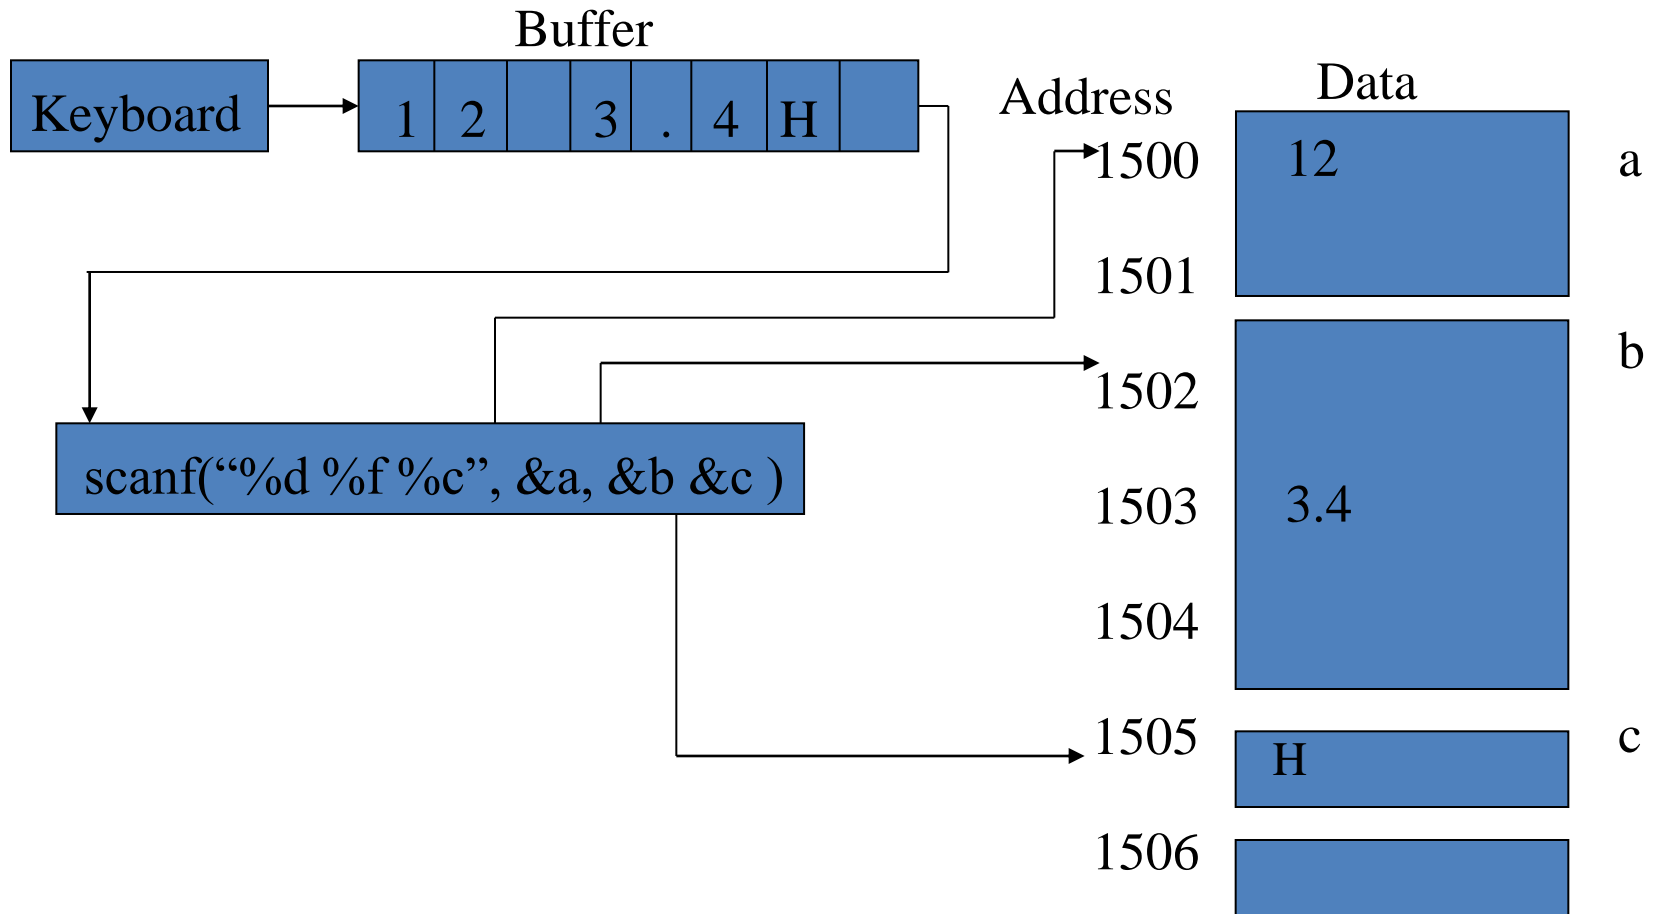 Buffer
Keyboard
1 2 3 . 4 H
Address Data
1500 12 a
1501
b
1502
scanf(“%d %f %c”, &a, &b &c )
1503 3.4
1504
1505 H c
1506